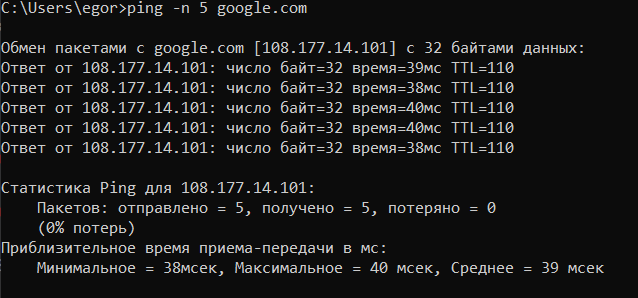 C:\Users\egor>ping -n 5 google.com
Обмен пакетами с google.com [108.177.14.101] с 32 байтами данных:
Ответ от 108.177.14.101: число байт=32 время=39мс TTL=110
Ответ от 108.177.14.101: число байт=32 время=38мс TTL=110
Ответ от 108.177.14.101: число байт=32 время=40мс TTL=110
Ответ от 108.177.14.101: число байт=32 время=40мс TTL=110
Ответ от 108.177.14.101: число байт=32 время=38мс TTL=110
Статистика Ping для 108.177.14.101:
Пакетов: отправлено = 5, получено = 5, потеряно = 0
(0% потерь)
Приблизительное время приема-передачи в мс:
Минимальное = 38мсек, Максимальное = 40 мсек, Среднее = 39 мсек